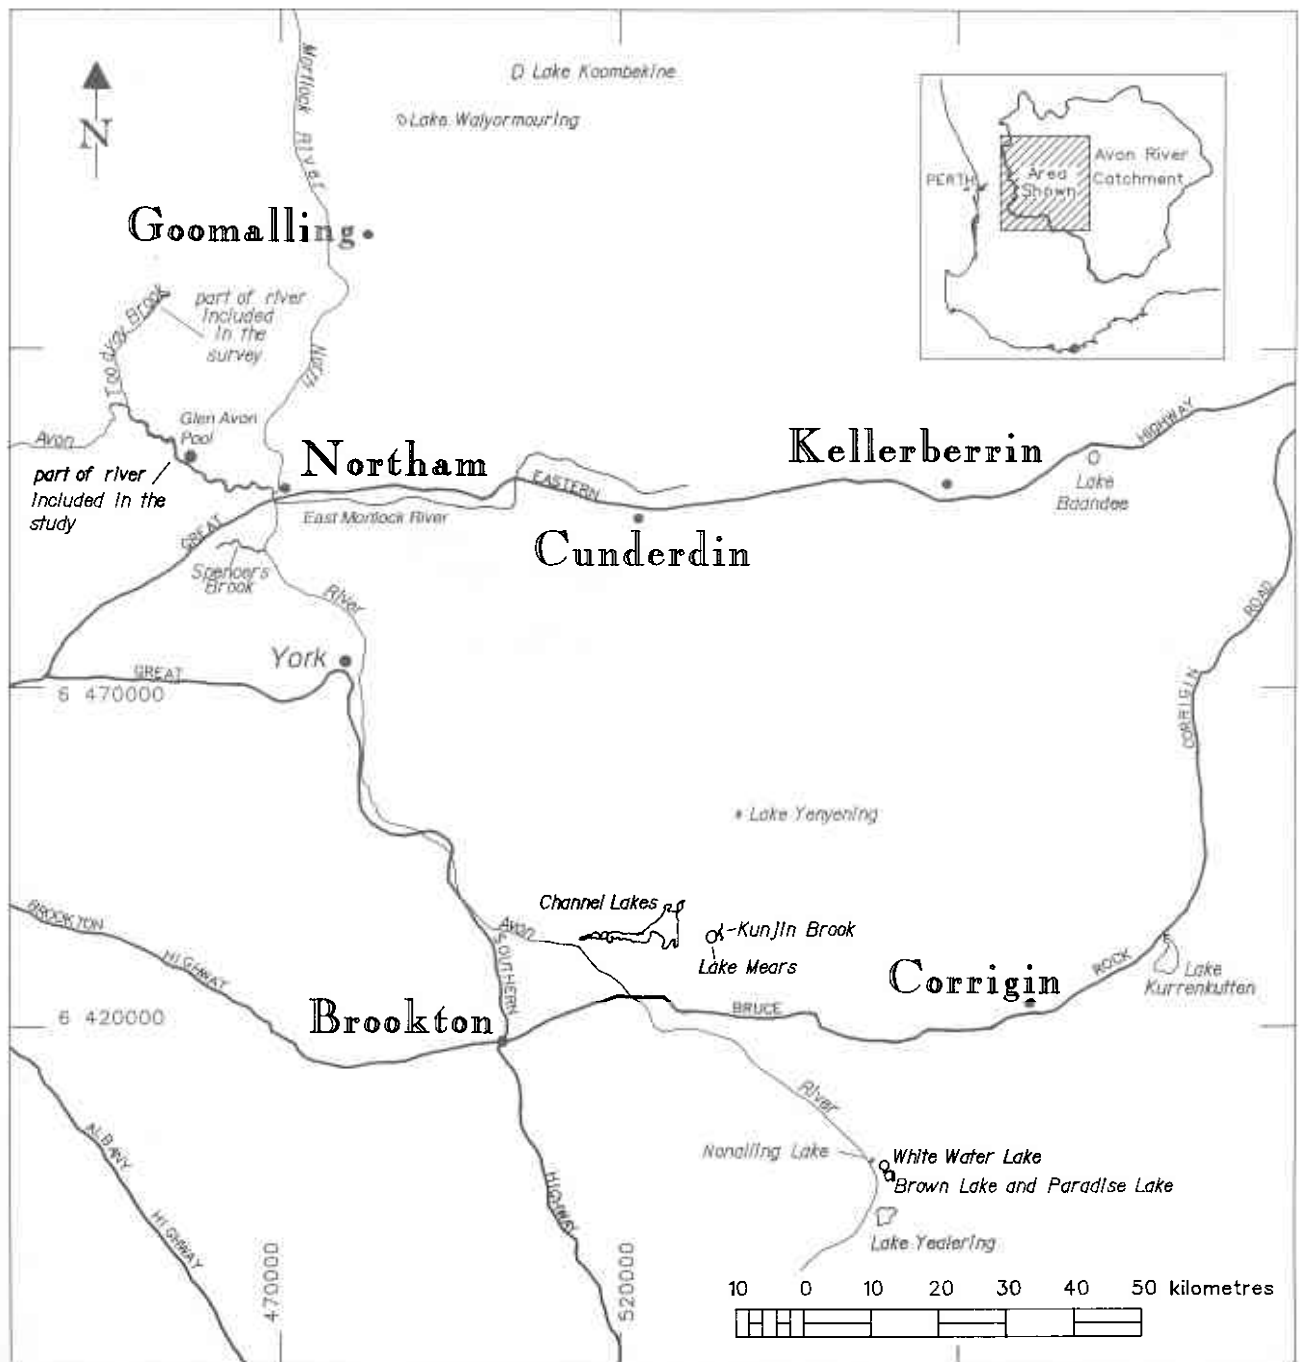 Mortlock River
D Lake Koombekine
Lake Walyormouring
N
Avon River
Catchment
Area
Shown
PERTH
Goomalling
Toodyay Brook
part of river
included
in the
survey
North
Glen Avon
Pool
Avon
part of river
included in the
study
Northam
Kellerberrin
HIGHWAY
EASTERN
Lake
Baandee
East Mortlock River
GREAT
Cunderdin
Spencers
Brook
River
ROAD
York
GREAT
6 470000
CORRIGIN
Lake Yenyening
Channel Lakes
BROOKTON
HIGHWAY
Avon
Kunjin Brook
Lake Mears
SOUTHERN
Corrigin
ROCK
Lake
Kurrenkutten
6 420000
Brookton
BRUCE
River
ALBANY
Nonalling Lake
White Water Lake
Brown Lake and Paradise Lake
HIGHWAY
HIGHWAY
Lake Yealering
470000
520000
10 0 10 20 30 40 50 kilometres